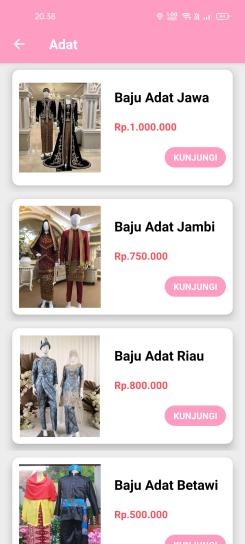 20.38
Adat
Baju Adat Jawa
Rp.1.000.000
KUNJUNGI
Baju Adat Jambi
Rp.750.000
KUNJUNGI
Baju Adat Riau
Rp.800.000
KUNJUNGI
Baju Adat Betawi
Rp.500.000
KUNJUNGI